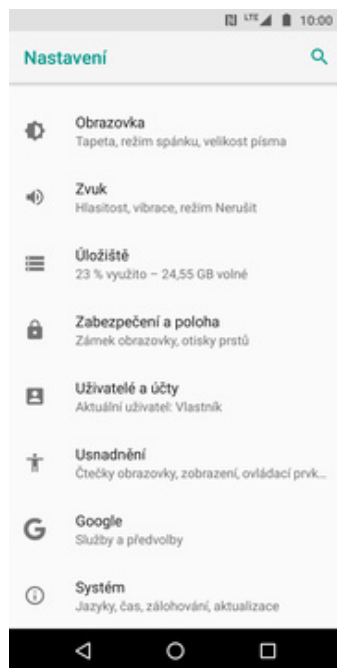 LTE 10:00
Nastavení
Obrazovka
Tapeta, režim spánku, velikost písma
Zvuk
Hlasitost, vibrace, režim Nerušit
Úložiště
23 % využito – 24,55 GB volné
Zabezpečení a poloha
Zámek obrazovky, otisky prstů
Uživatelé a účty
Aktuální uživatel: Vlastník
Usnadnění
Čtečky obrazovky, zobrazení, ovládací prvk...
Google
Služby a předvolby
Systém
Jazyky, čas, zálohování, aktualizace